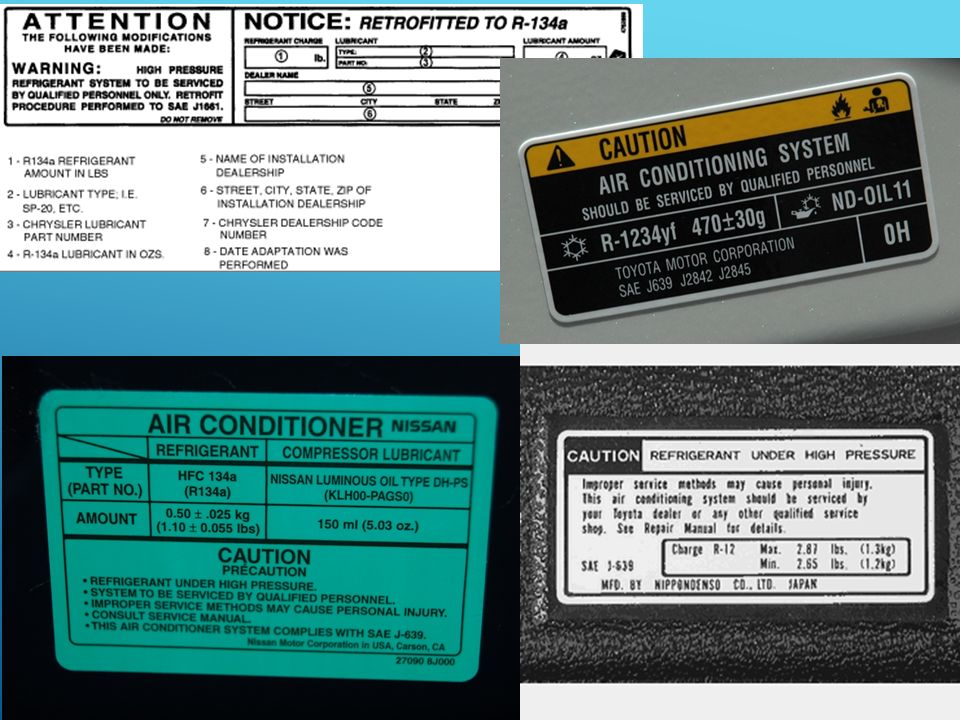 ATTENTION
THE FOLLOWING MODIFICATIONS
HAVE BEEN MADE:
WARNING: HIGH PRESSURE
REFRIGERANT SYSTEM TO BE SERVICED
BY QUALIFIED PERSONNEL ONLY. RETROFIT
PROCEDURE PERFORMED TO SAE J1661.
DO NOT REMOVE
NOTICE: RETROFITTED TO R-134a
REFRIGERANT CHARGE LUBRICANT LUBRICANT AMOUNT
① lb.
TYPE: ②
PART NO.: ③
④
DEALER NAME
⑤
STREET CITY STATE
⑥
1 - R134a REFRIGERANT
AMOUNT IN LBS
2 - LUBRICANT TYPE; I.E.
SP-20, ETC.
3 - CHRYSLER LUBRICANT
PART NUMBER
4 - R-134a LUBRICANT IN OZS.
5 - NAME OF INSTALLATION
DEALERSHIP
6 - STREET, CITY, STATE, ZIP OF
INSTALLATION DEALERSHIP
7 - CHRYSLER DEALERSHIP CODE
NUMBER
8 - DATE ADAPTATION WAS
PERFORMED
CAUTION
AIR CONDITIONING SYSTEM
SHOULD BE SERVICED BY QUALIFIED PERSONNEL
R-1234yf 470±30g ND-OIL11
TOYOTA MOTOR CORPORATION
SAE J639 J2842 J2845
0H
AIR CONDITIONER NISSAN
REFRIGERANT COMPRESSOR LUBRICANT
TYPE
(PART NO.)
HFC 134a
(R134a)
NISSAN LUMINOUS OIL TYPE DH-PS
(KLH00-PAGS0)
AMOUNT
0.50 ± .025 kg
(1.10 ± 0.055 lbs)
150 ml (5.03 oz.)
CAUTION
PRÉCAUTION
• REFRIGERANT UNDER HIGH PRESSURE.
• SYSTEM TO BE SERVICED BY QUALIFIED PERSONNEL.
• IMPROPER SERVICE METHODS MAY CAUSE PERSONAL INJURY.
• CONSULT SERVICE MANUAL.
• THIS AIR CONDITIONER SYSTEM COMPLIES WITH SAE J-639.
Nissan Motor Corporation in USA, Carson, CA
27090 8J000
CAUTION REFRIGERANT UNDER HIGH PRESSURE
Improper service methods may cause personal injury.
This air conditioning system should be serviced by
your Toyota dealer or any other qualified service
shop. See Repair Manual for details.
SAE J-639
Charge R-12 Max. 2.87 lbs. (1.3kg)
Min. 2.65 lbs. (1.2kg)
MFD. BY NIPPONDENSO CO., LTD. JAPAN